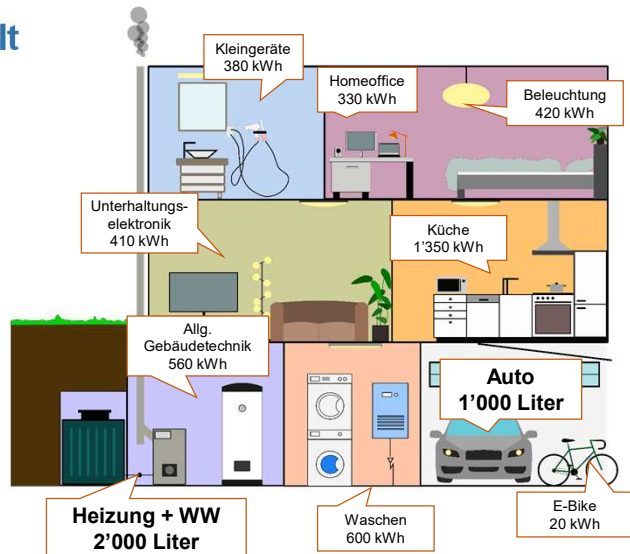 lt
Kleingeräte
380 kWh
Homeoffice
330 kWh
Beleuchtung
420 kWh
Unterhaltungs-
elektronik
410 kWh
Küche
1'350 kWh
Allg.
Gebäudetechnik
560 kWh
Auto
1'000 Liter
Heizung + WW
2'000 Liter
Waschen
600 kWh
E-Bike
20 kWh